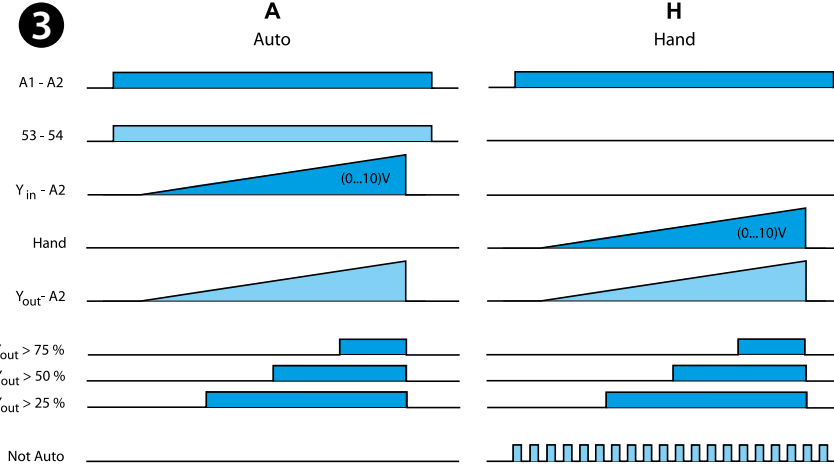 3
A H
Auto Hand
A1 - A2
53 - 54
Y in - A2 (0...10)V
Hand (0...10)V
Yout- A2
out > 75 %
out > 50 %
out > 25 %
Not Auto